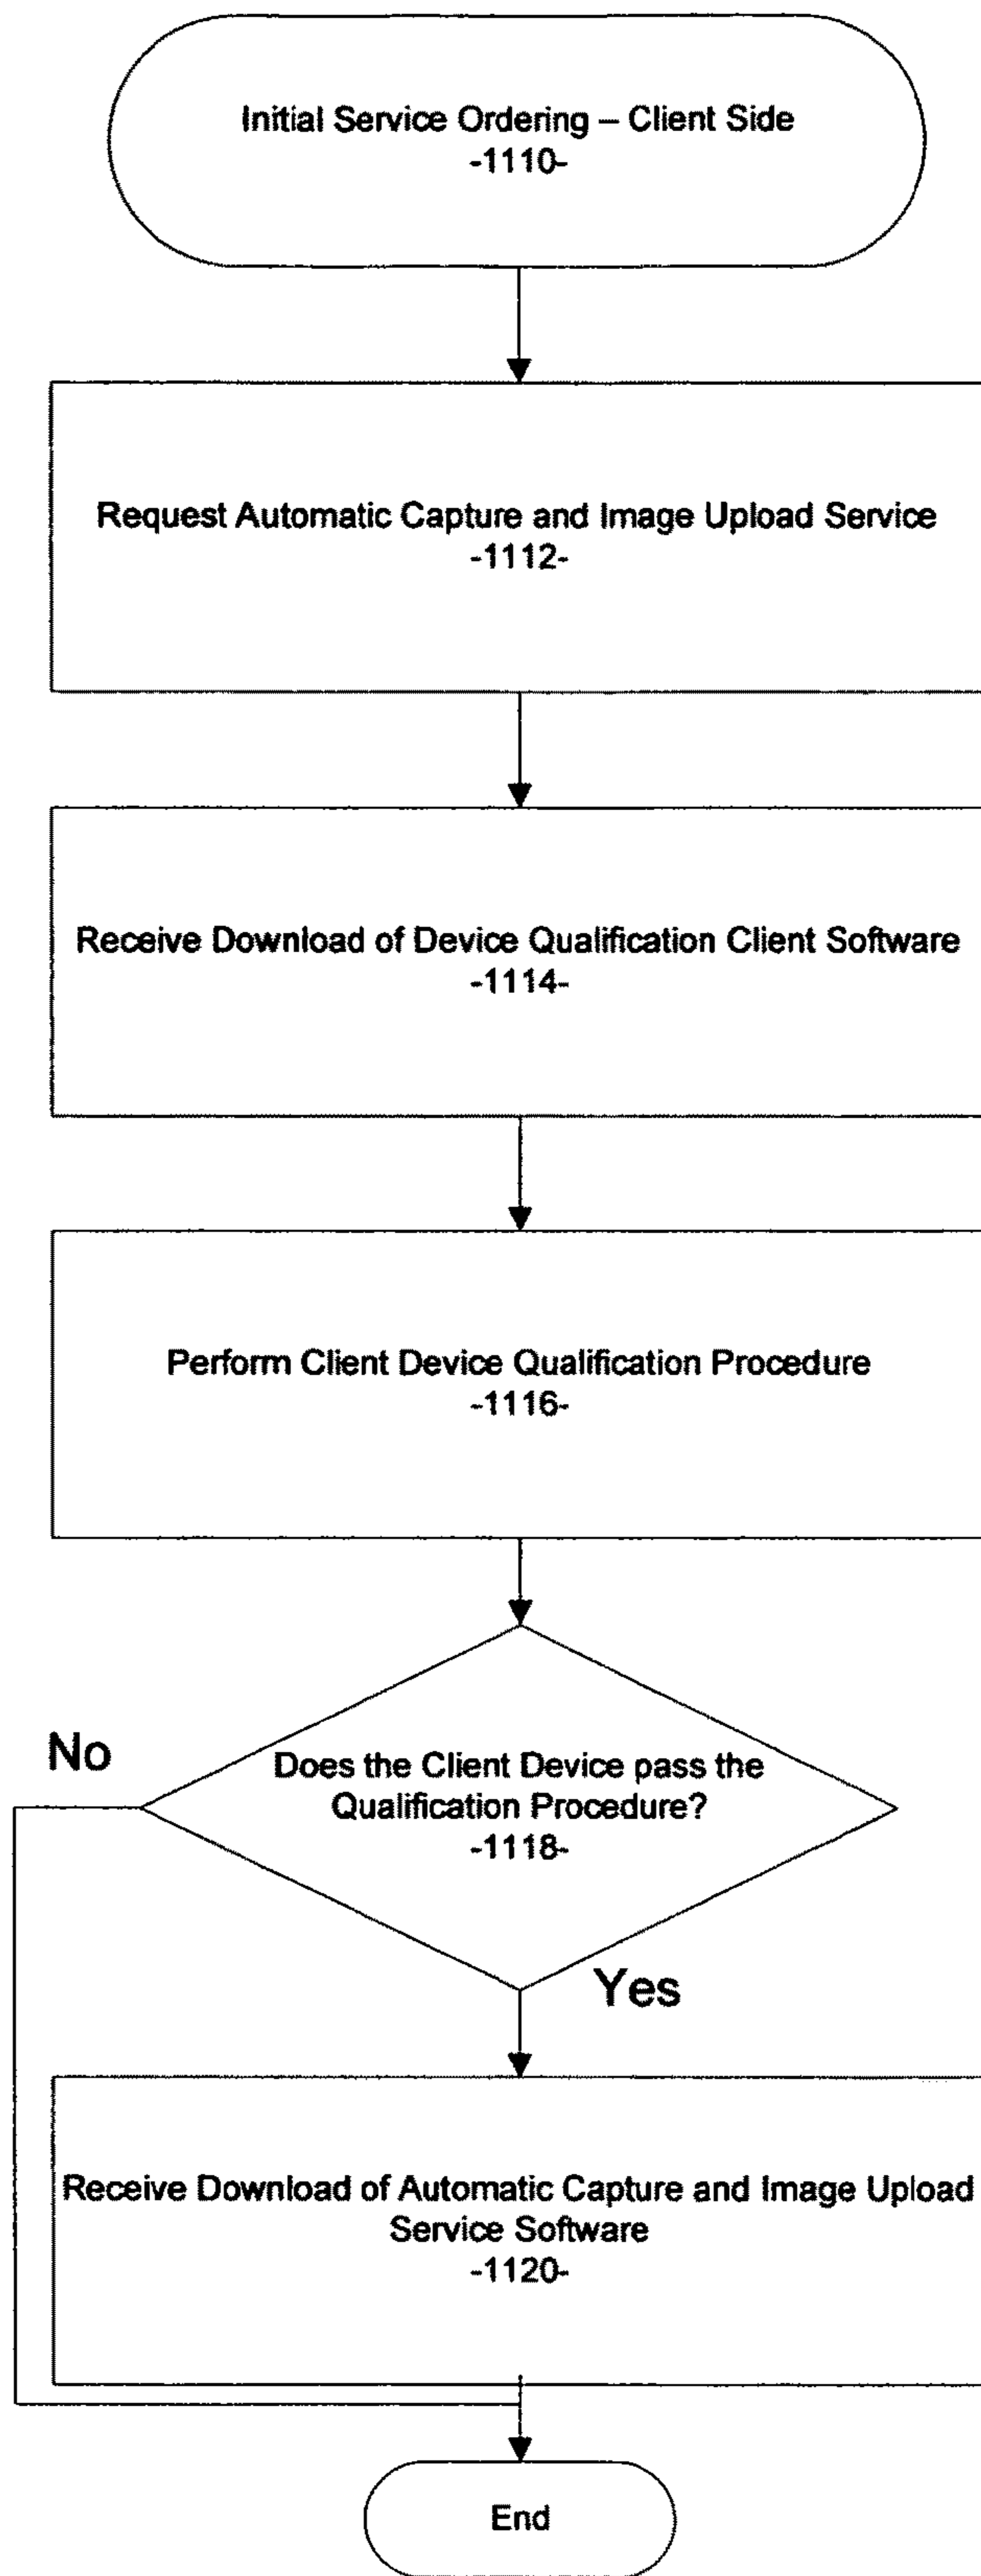 Initial Service Ordering – Client Side
-1110-
Request Automatic Capture and Image Upload Service
-1112-
Receive Download of Device Qualification Client Software
-1114-
Perform Client Device Qualification Procedure
-1116-
No
Does the Client Device pass the
Qualification Procedure?
-1118-
Yes
Receive Download of Automatic Capture and Image Upload
Service Software
-1120-
End